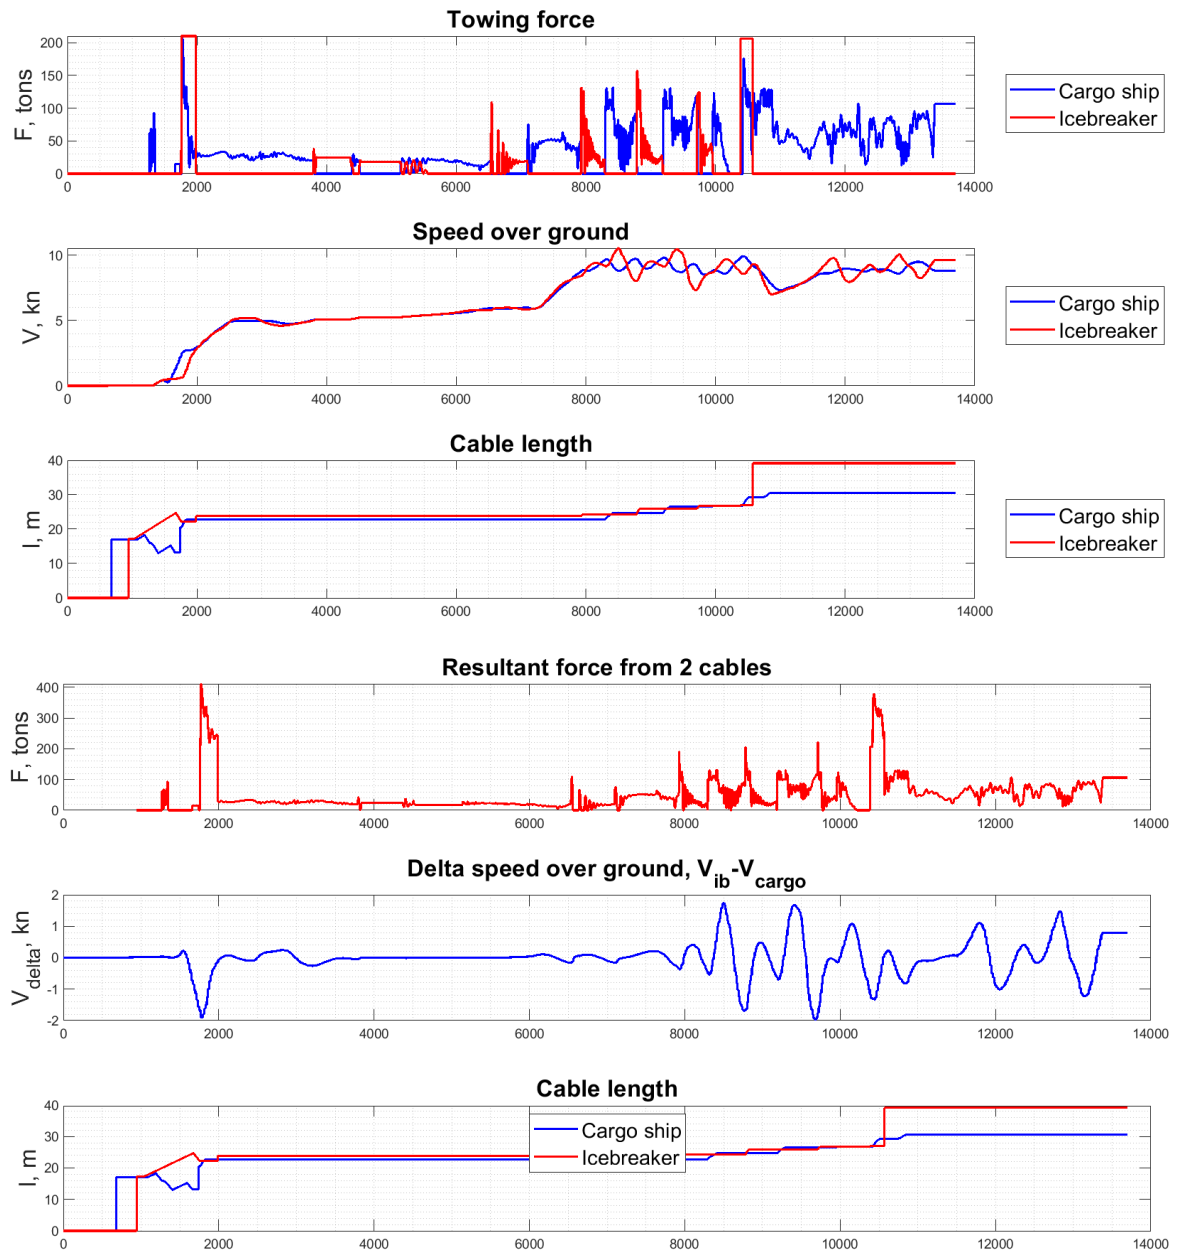 Towing force
F, tons
200
150
100
50
0
0 2000 4000 6000 8000 10000 12000 14000
Cargo ship
Icebreaker
Speed over ground
V, kn
10
5
0
0 2000 4000 6000 8000 10000 12000 14000
Cargo ship
Icebreaker
Cable length
l, m
40
30
20
10
0
0 2000 4000 6000 8000 10000 12000 14000
Cargo ship
Icebreaker
Resultant force from 2 cables
F, tons
400
300
200
100
0
0 2000 4000 6000 8000 10000 12000 14000
Delta speed over ground, V_ib-V_cargo
V_delta, kn
2
1
0
-1
-2
0 2000 4000 6000 8000 10000 12000 14000
Cable length
l, m
40
30
20
10
0
0 2000 4000 6000 8000 10000 12000 14000
Cargo ship
Icebreaker